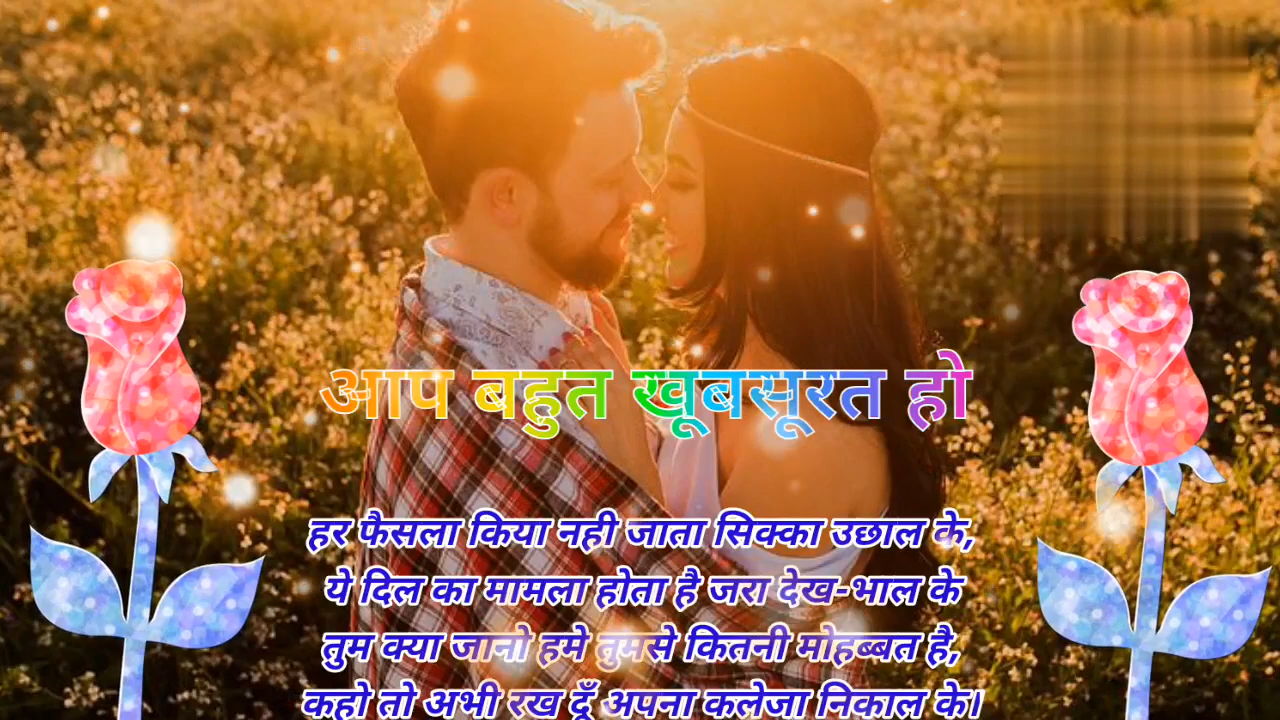 आप बहुत खूबसूरत हो
हर फैसला किया नही जाता सिक्का उछाल के,
ये दिल का मामला होता है जरा देख-भाल के
तुम क्या जानो हमे तुमसे कितनी मोहब्बत है,
कहो तो अभी रख दूँ अपना कलेजा निकाल के।